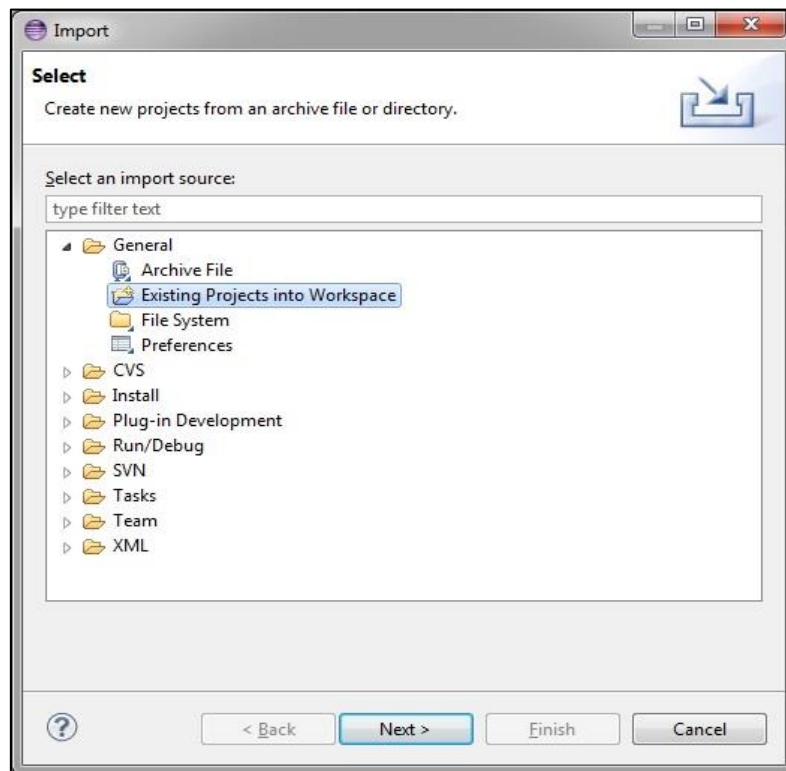 Import
Select
Create new projects from an archive file or directory.
Select an import source:
type filter text
General
Archive File
Existing Projects into Workspace
File System
Preferences
CVS
Install
Plug-in Development
Run/Debug
SVN
Tasks
Team
XML
? < Back Next > Finish Cancel